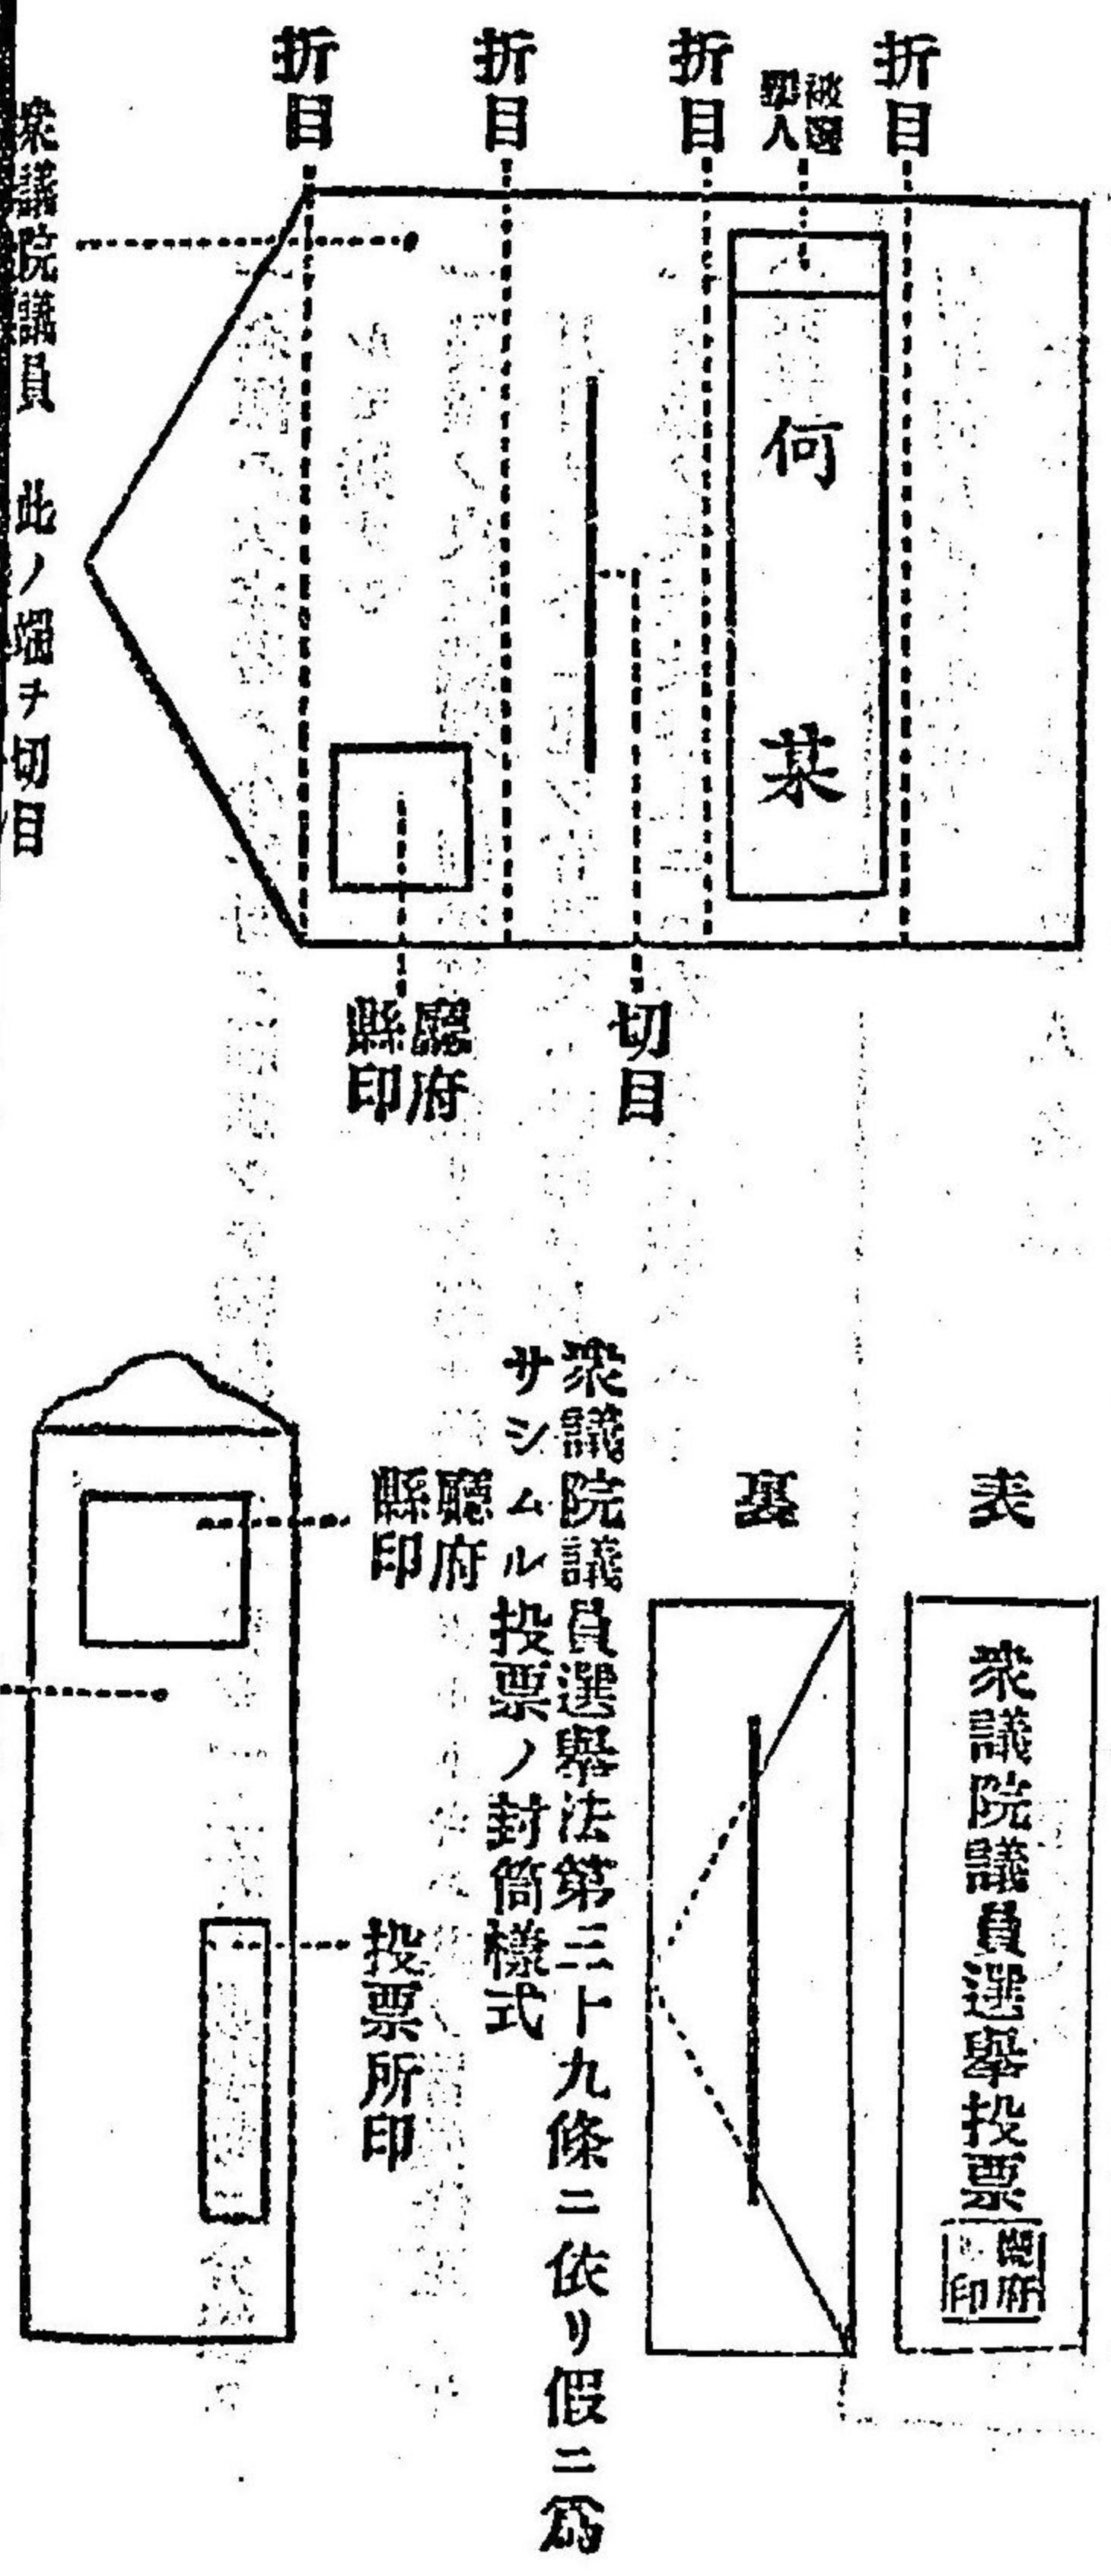 折目
被選擧人
折目
折目
折目
何某
切目
廳府
縣印
表
衆議院議員選擧投票
府
印
裏
衆議院議員選擧法第三十九條ニ依リ假ニ爲
サシムル投票ノ封筒樣式
廳府
縣印
投票所印
衆議院議員
此ノ端ヲ切目